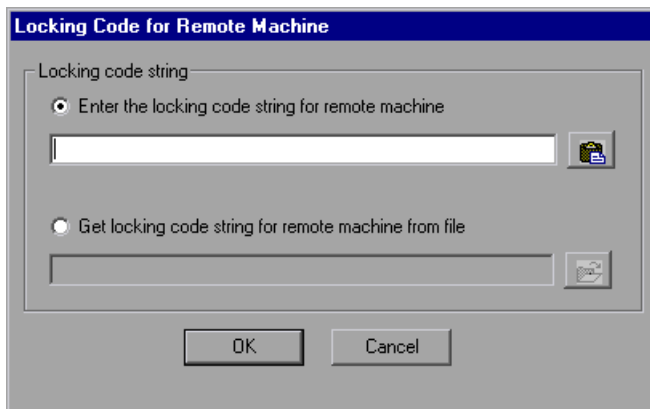 Locking Code for Remote Machine
Locking code string
Enter the locking code string for remote machine
Get locking code string for remote machine from file
OK Cancel